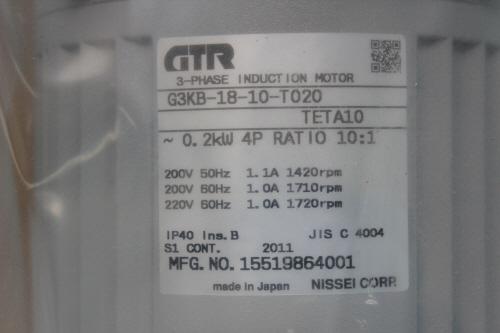 GTR
3-PHASE INDUCTION MOTOR
G3KB-18-10-T020
TETA10
~ 0.2kW 4P RATIO 10:1
200V 50Hz 1.1A 1420rpm
200V 60Hz 1.0A 1710rpm
220V 60Hz 1.0A 1720rpm
IP40 Ins.B JIS C 4004
S1 CONT. 2011
MFG.NO.15519864001
made in Japan NISSEI CORP.